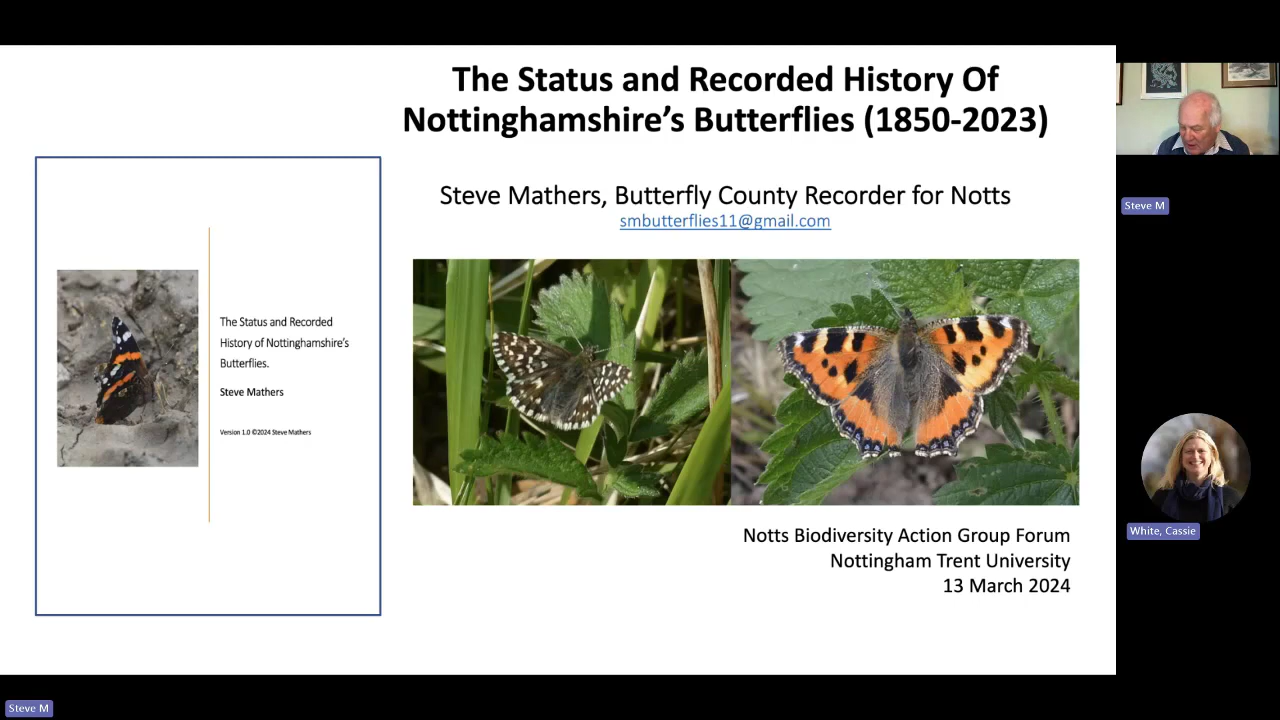 The Status and Recorded History Of
Nottinghamshire's Butterflies (1850-2023)
Steve Mathers, Butterfly County Recorder for Notts
smbutterflies11@gmail.com
The Status and Recorded
History of Nottinghamshire's
Butterflies.
Steve Mathers
Version 1.0 ©2024 Steve Mathers
Notts Biodiversity Action Group Forum
Nottingham Trent University
13 March 2024
Steve M
White, Cassie
Steve M